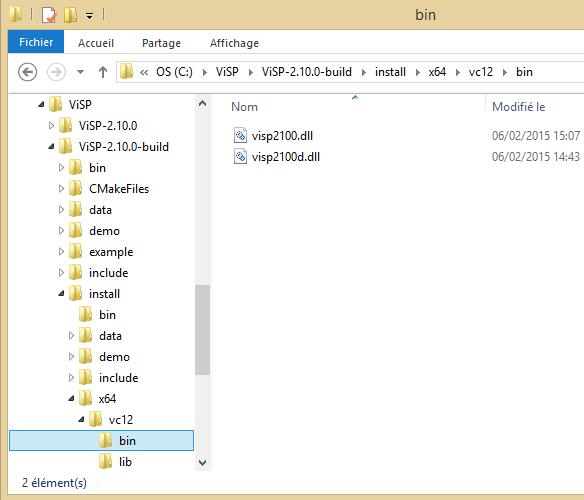 bin
Fichier Accueil Partage Affichage
« OS (C:) ViSP ViSP-2.10.0-build install x64 vc12 bin
ViSP
ViSP-2.10.0
ViSP-2.10.0-build
bin
CMakeFiles
data
demo
example
include
install
bin
data
demo
include
x64
vc12
bin
lib
Nom Modifié le
visp2100.dll 06/02/2015 15:07
visp2100d.dll 06/02/2015 14:43
2 élément(s)